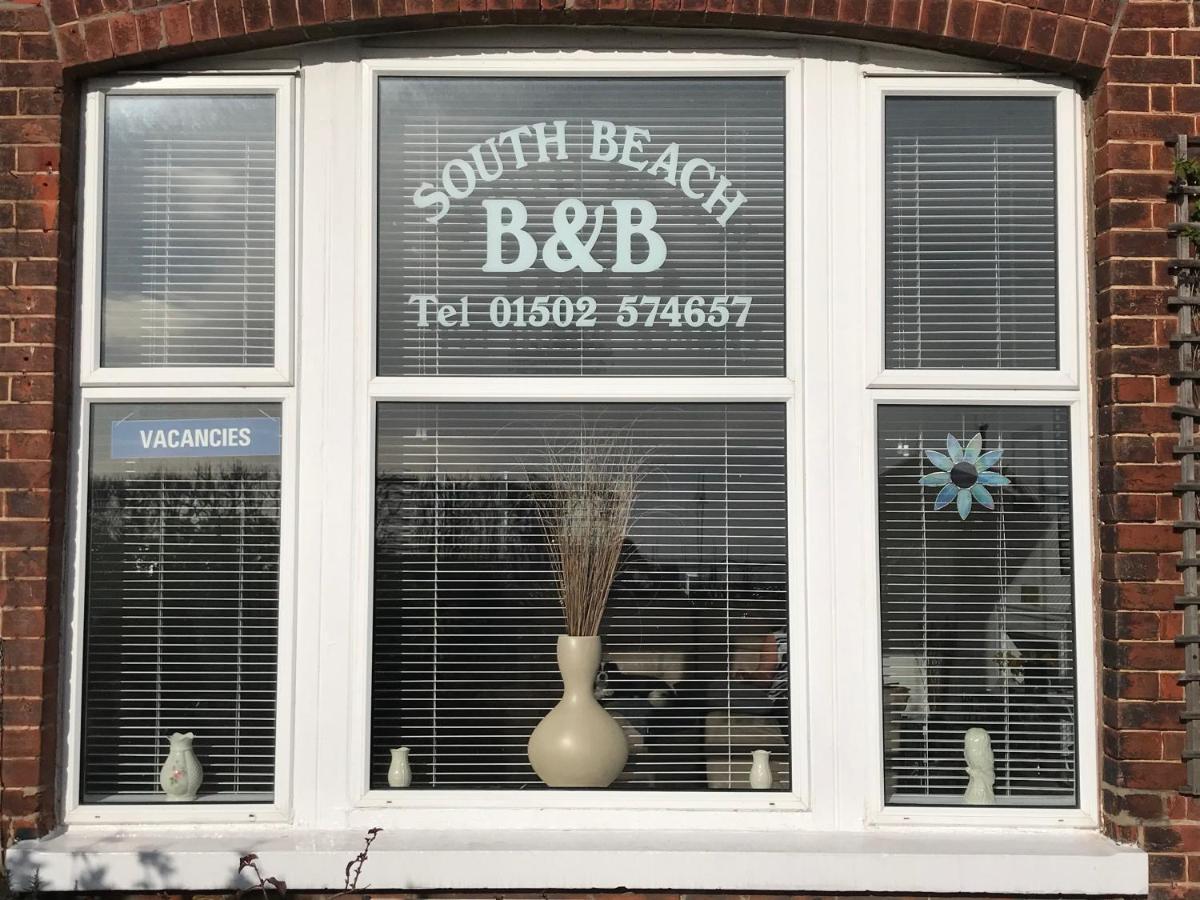 SOUTH BEACH
B&B
Tel 01502 574657
VACANCIES